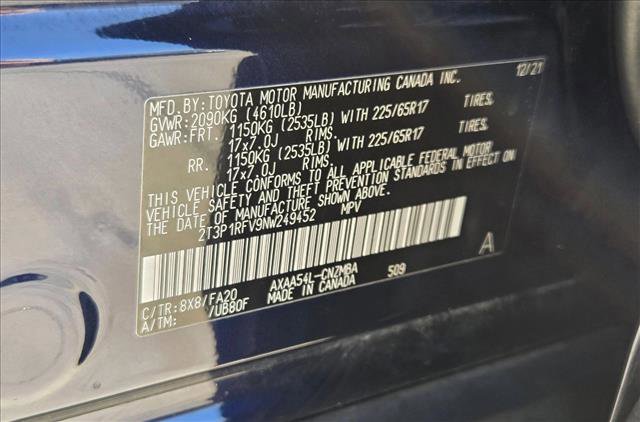 MFD.BY:TOYOTA MOTOR MANUFACTURING CANADA INC. 12/21
GVWR:2090KG (4610LB)
GAWR:FRT. 1150KG (2535LB) WITH 225/65R17 TIRES,
17x7.0J RIMS.
RR. 1150KG (2535LB) WITH 225/65R17 TIRES,
17x7.0J RIMS.
THIS VEHICLE CONFORMS TO ALL APPLICABLE FEDERAL MOTOR
VEHICLE SAFETY AND THEFT PREVENTION STANDARDS IN EFFECT ON
THE DATE OF MANUFACTURE SHOWN ABOVE.
2T3P1RFV9NW249452 MPV
A
C/TR:8X8/FA20 AXAA54L-CNZMBA 509
A/TM: /UB80F MADE IN CANADA